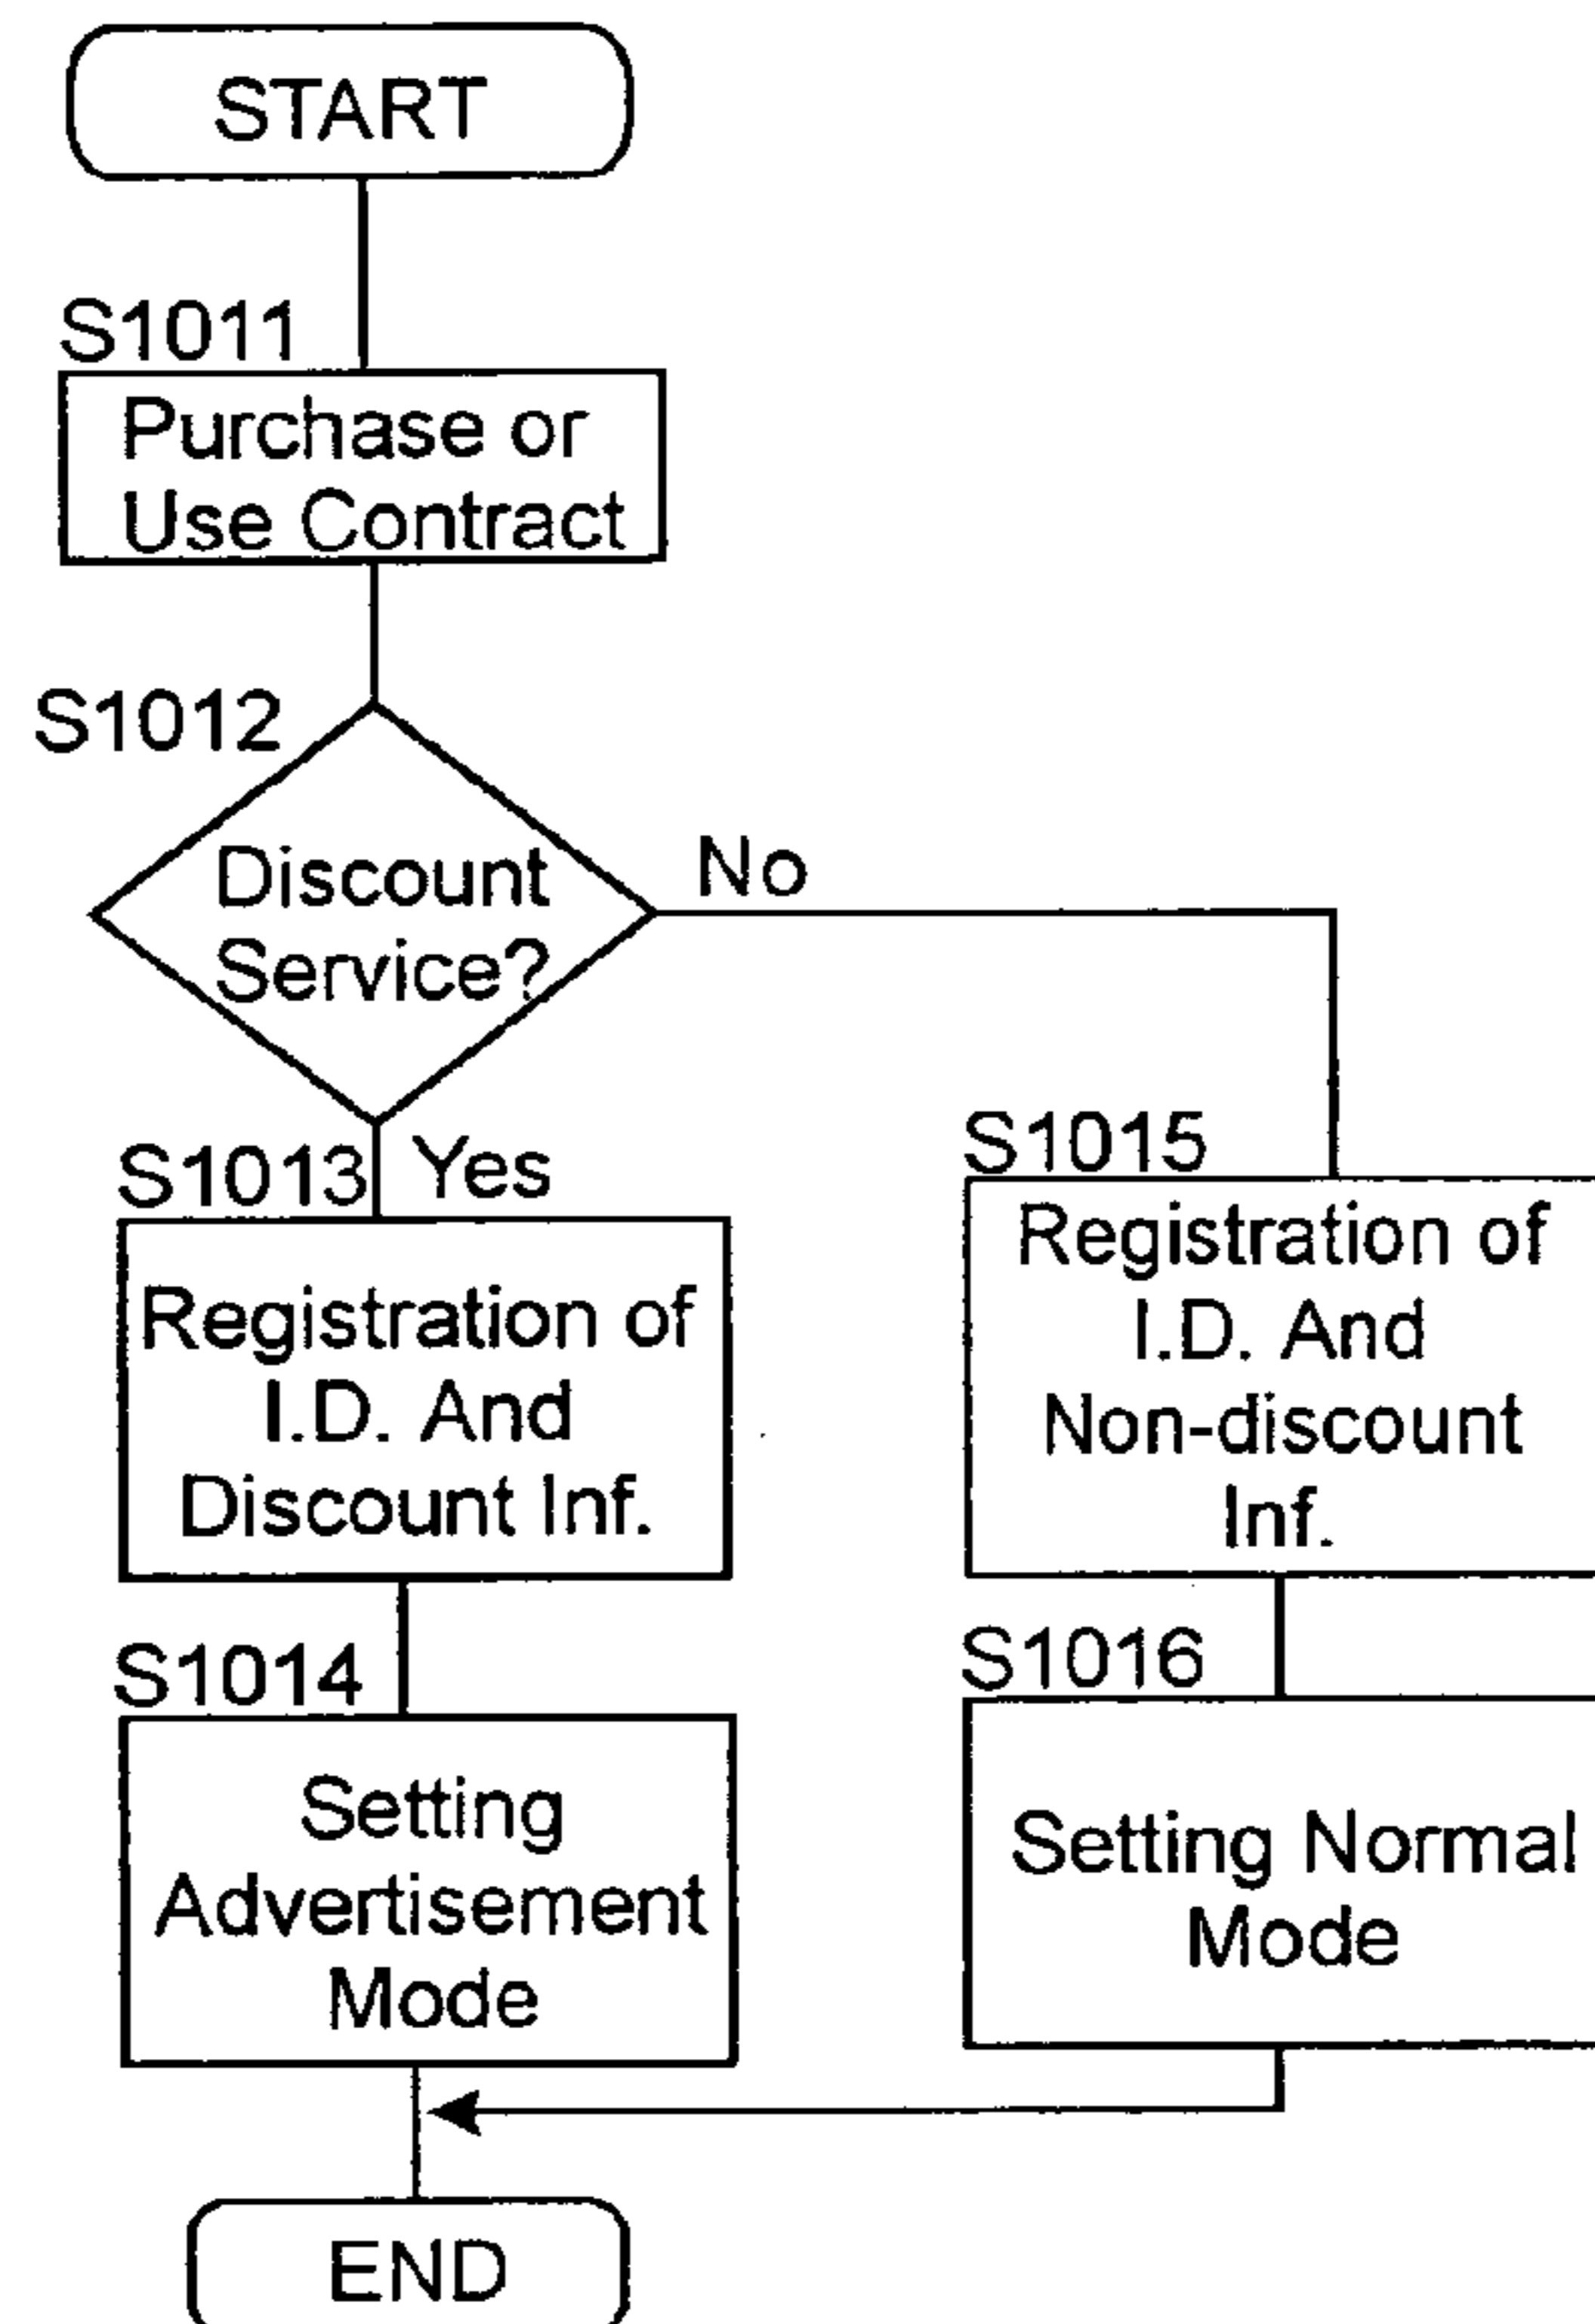 START
S1011
Purchase or
Use Contract
S1012
Discount
Service?
No
S1013
Yes
Registration of
I.D. And
Discount Inf.
S1015
Registration of
I.D. And
Non-discount
Inf.
S1014
Setting
Advertisement
Mode
S1016
Setting Normal
Mode
END